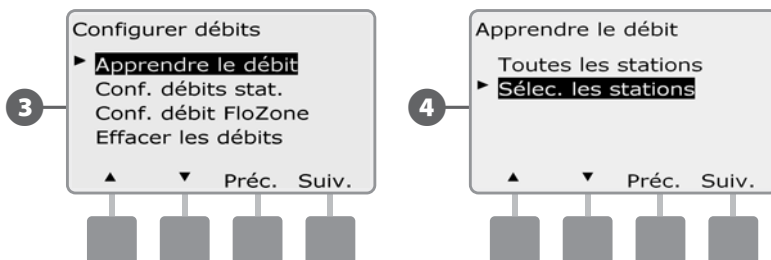 Configurer débits
► Apprendre le débit
Conf. débits stat.
Conf. débit FloZone
Effacer les débits
▲ ▼ Préc. Suiv.
3
Apprendre le débit
Toutes les stations
► Sélec. les stations
▲ ▼ Préc. Suiv.
4